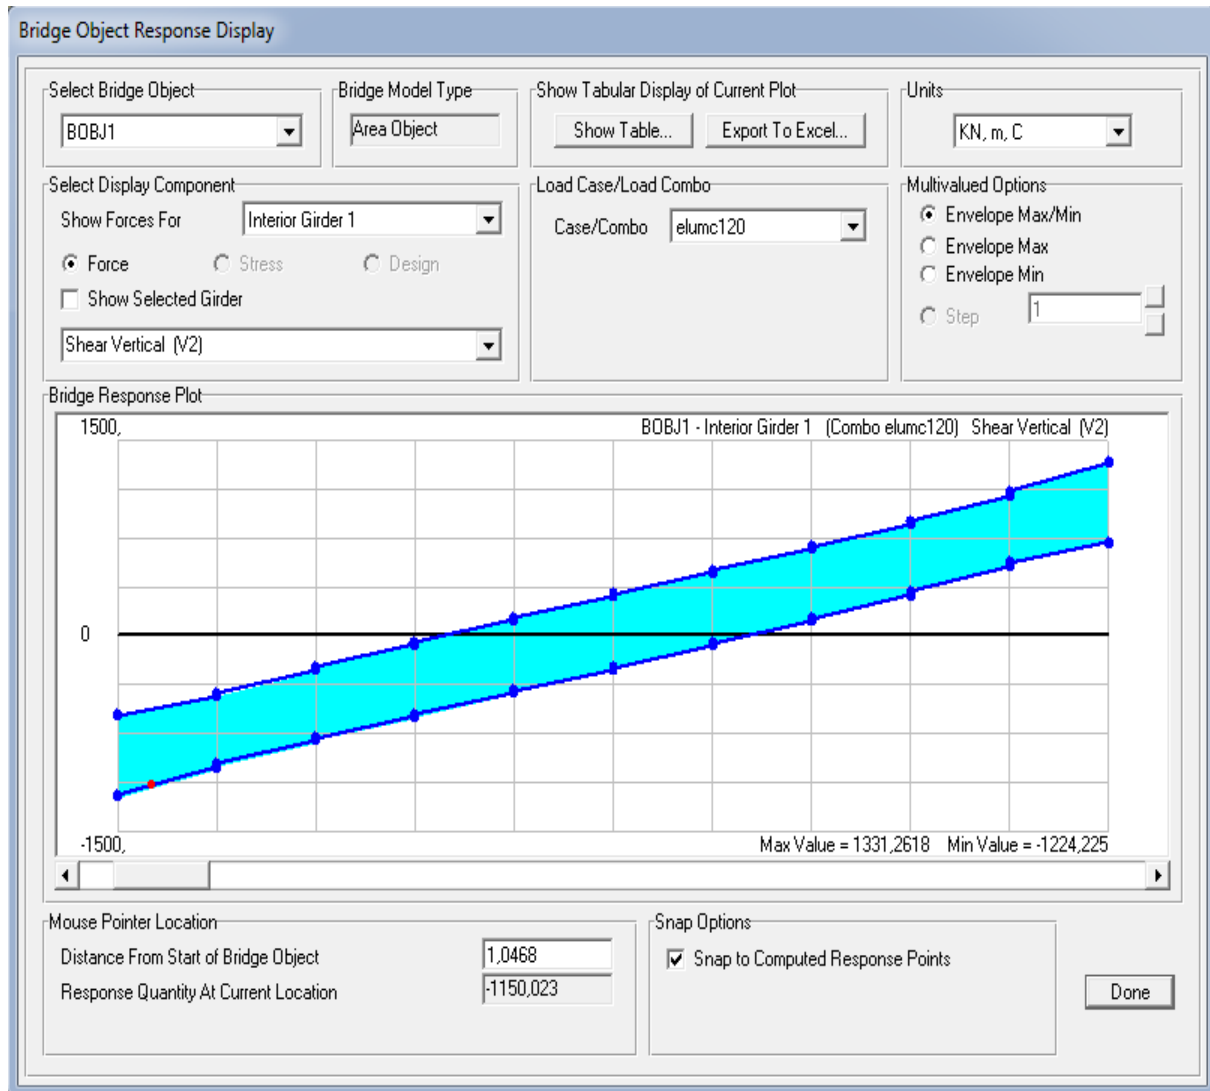 Bridge Object Response Display
Select Bridge Object
BOBJ1
Bridge Model Type
Area Object
Show Tabular Display of Current Plot
Show Table...
Export To Excel...
Units
KN, m, C
Select Display Component
Show Forces For
Interior Girder 1
Force
Stress
Design
Show Selected Girder
Shear Vertical (V2)
Load Case/Load Combo
Case/Combo
elumc120
Multivalued Options
Envelope Max/Min
Envelope Max
Envelope Min
Step
1
Bridge Response Plot
1500,
BOBJ1 - Interior Girder 1 (Combo elumc120) Shear Vertical (V2)
0
-1500,
Max Value = 1331,2618 Min Value = -1224,225
Mouse Pointer Location
Distance From Start of Bridge Object
1,0468
Response Quantity At Current Location
-1150,023
Snap Options
Snap to Computed Response Points
Done